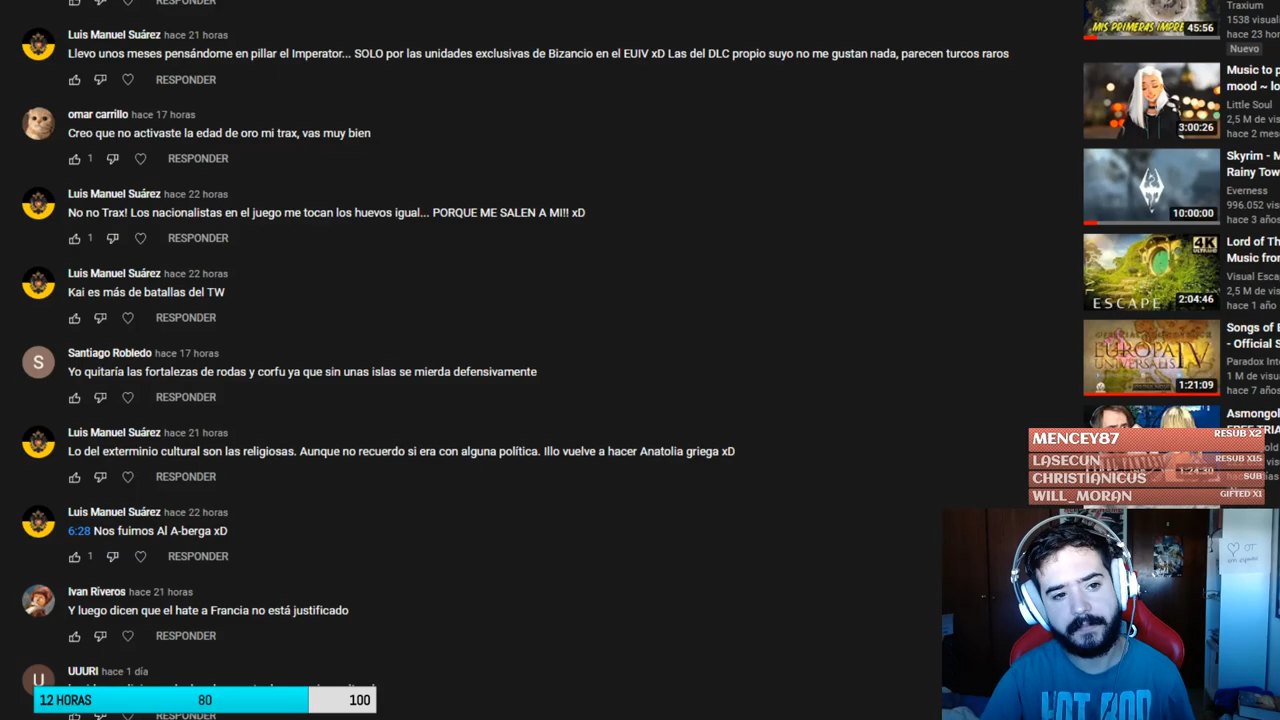 RESPONDER
Luis Manuel Suárez hace 21 horas
Llevo unos meses pensándome en pillar el Imperator... SOLO por las unidades exclusivas de Bizancio en el EUIV xD Las del DLC propio suyo no me gustan nada, parecen turcos raros
RESPONDER
omar carrillo hace 17 horas
Creo que no activaste la edad de oro mi trax, vas muy bien
1 RESPONDER
Luis Manuel Suárez hace 22 horas
No no Trax! Los nacionalistas en el juego me tocan los huevos igual... PORQUE ME SALEN A MI!! xD
1 RESPONDER
Luis Manuel Suárez hace 22 horas
Kai es más de batallas del TW
RESPONDER
S
Santiago Robledo hace 17 horas
Yo quitaría las fortalezas de rodas y corfu ya que sin unas islas se mierda defensivamente
RESPONDER
Luis Manuel Suárez hace 21 horas
Lo del exterminio cultural son las religiosas. Aunque no recuerdo si era con alguna política. Illo vuelve a hacer Anatolia griega xD
RESPONDER
Luis Manuel Suárez hace 22 horas
6:28 Nos fuimos Al A-berga xD
1 RESPONDER
Ivan Riveros hace 21 horas
Y luego dicen que el hate a Francia no está justificado
RESPONDER
U
UUURI hace 1 día
12 HORAS 80 100
RESPONDER
MIS PRIMERAS IMPRE
45:56
Traxium
1538 visual
hace 23 hor
Nuevo
3:00:26
Music to p
mood ~ lo
Little Soul
2,5 M de vis
hace 2 mese
10:00:00
Skyrim - M
Rainy Tow
Everness
996.052 vis
hace 3 años
4K
ESCAPE
2:04:46
Lord of Th
Music from
Visual Esca
2,5 M de visi
hace 1 año
EUROPA
IV
1:21:09
Songs of E
- Official S
Paradox Inte
1 M de visua
hace 7 años
Asmongol
MENCEY87 RESUB X2
LASECUN RESUB X15
CHRISTIANICUS SUB
WILL_MORAN GIFTED X1
1:24:30